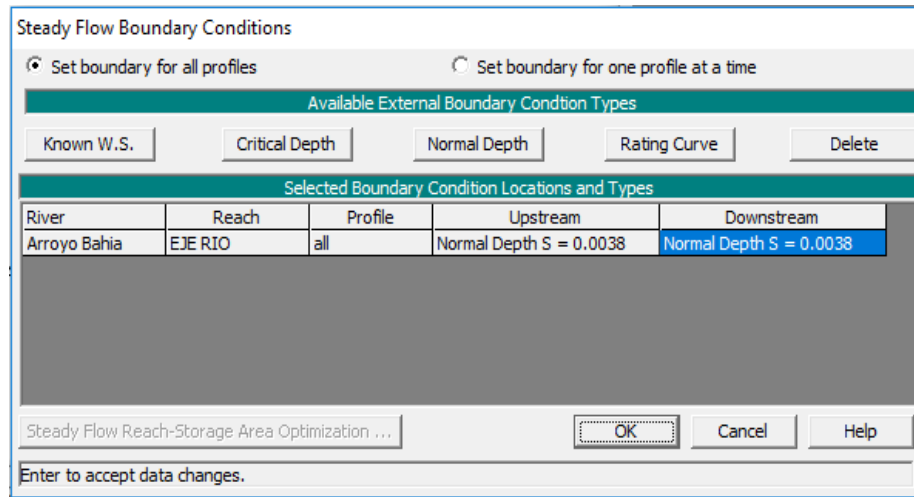 Steady Flow Boundary Conditions
Set boundary for all profiles Set boundary for one profile at a time
Available External Boundary Condtion Types
Known W.S. Critical Depth Normal Depth Rating Curve Delete
Selected Boundary Condition Locations and Types
River Reach Profile Upstream Downstream
Arroyo Bahia EJE RIO all Normal Depth S = 0.0038 Normal Depth S = 0.0038
Steady Flow Reach-Storage Area Optimization ... OK Cancel Help
Enter to accept data changes.